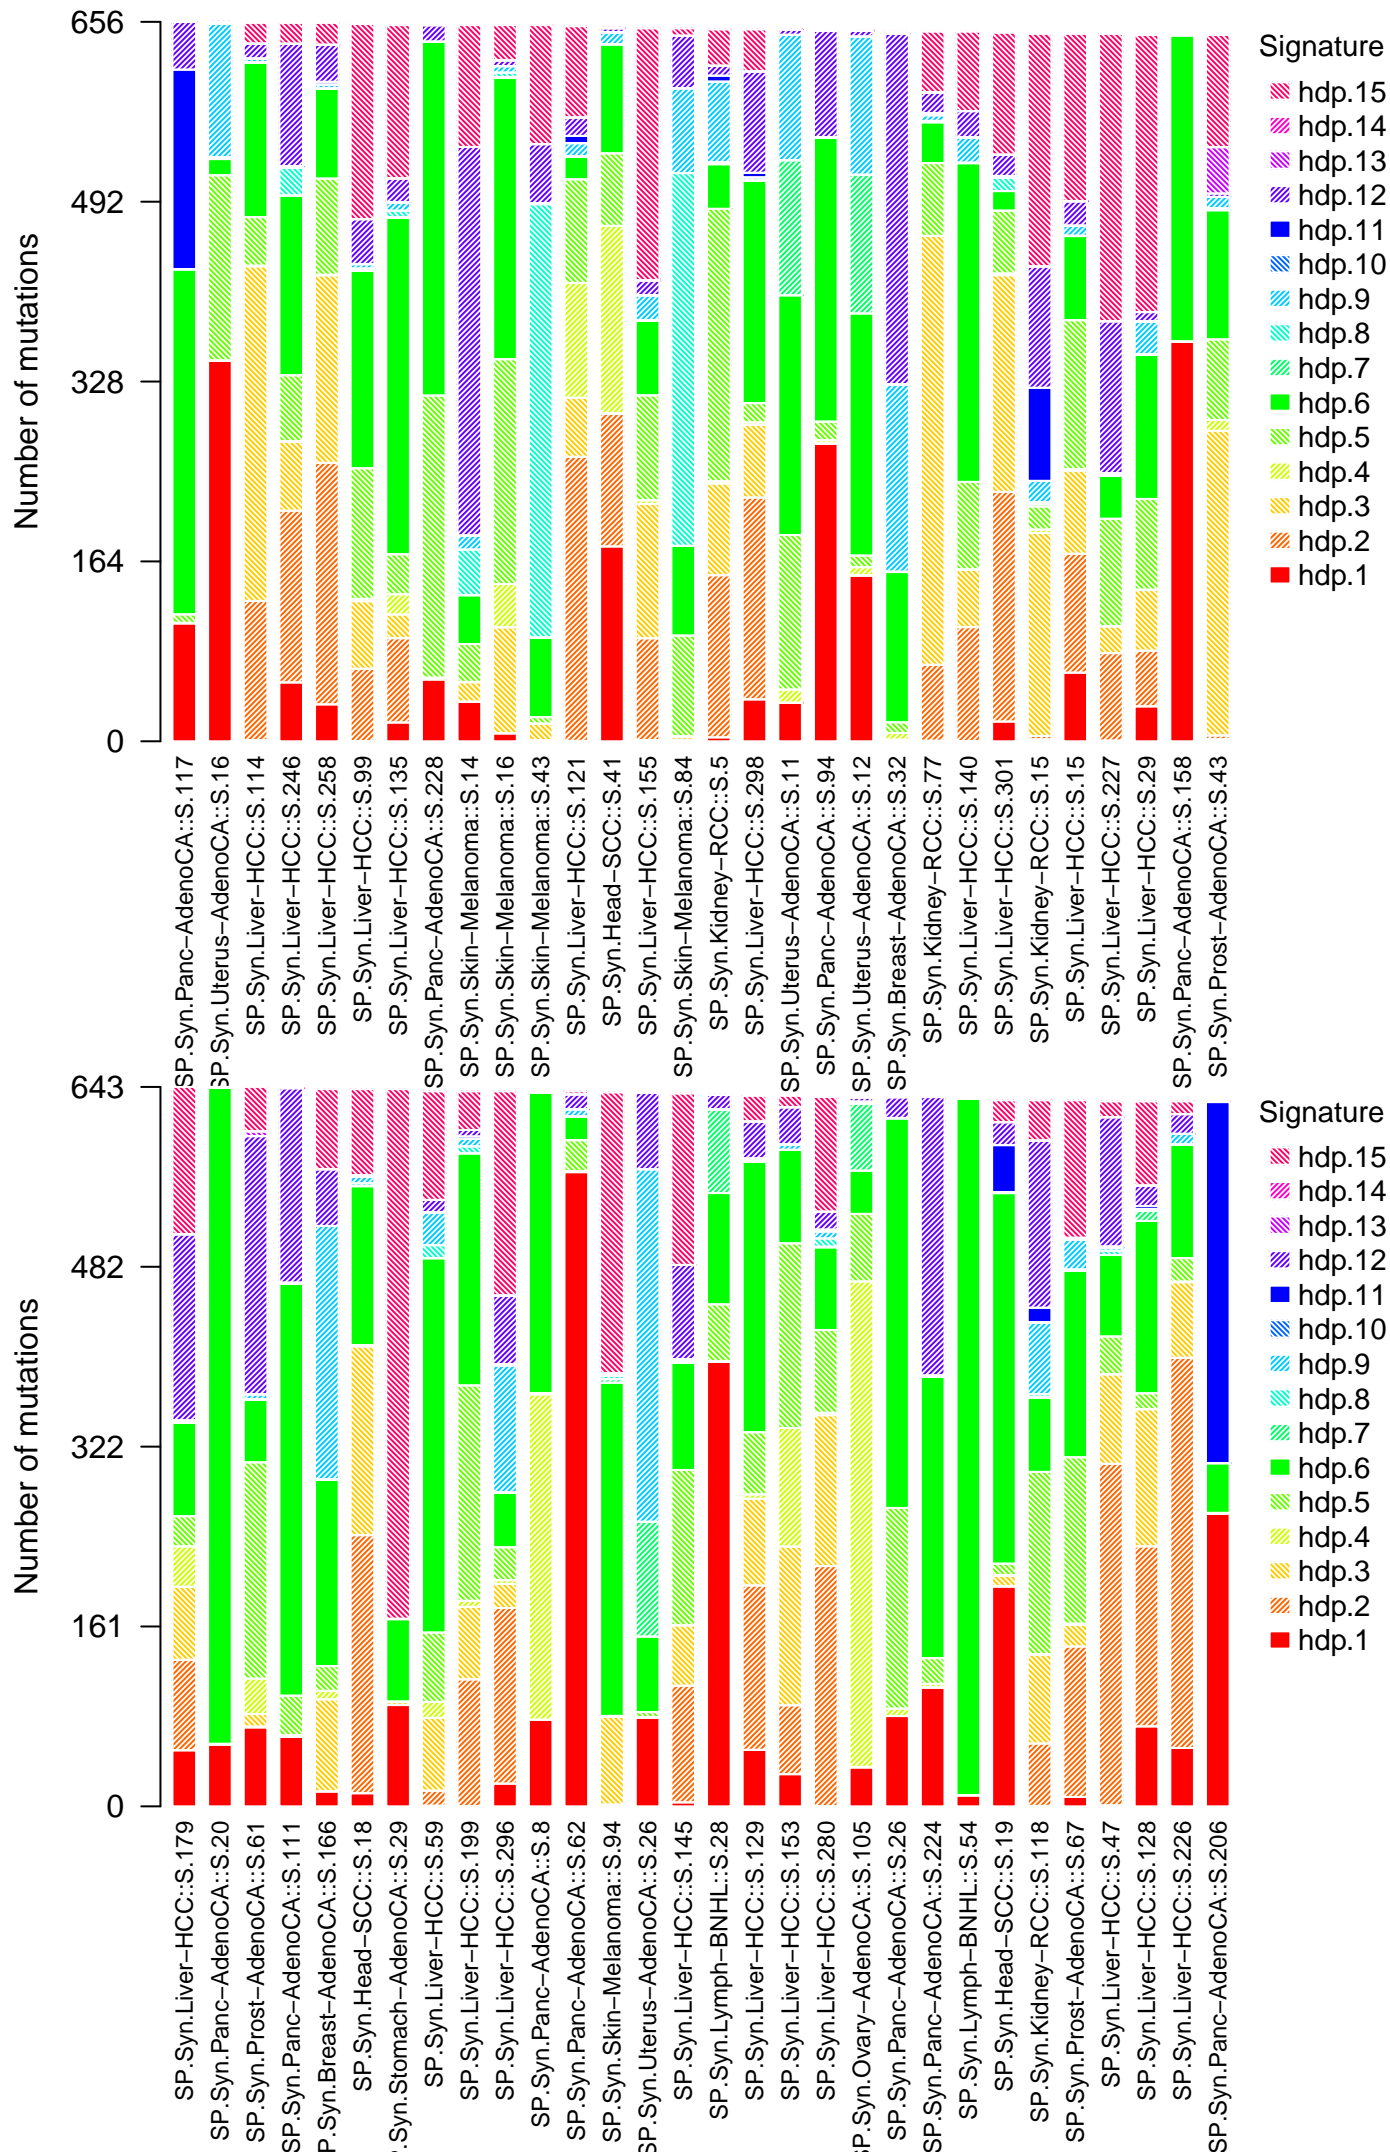 656
492
164
328
0
Number of mutations
Signature
hdp.15
hdp.14
hdp.13
hdp.12
hdp.11
hdp.10
hdp.9
hdp.8
hdp.7
hdp.6
hdp.5
hdp.4
hdp.3
hdp.2
hdp.1
SP.Syn.Panc−AdenoCA::S.117
SP.Syn.Uterus−AdenoCA::S.16
SP.Syn.Liver−HCC::S.114
SP.Syn.Liver−HCC::S.246
SP.Syn.Liver−HCC::S.258
SP.Syn.Liver−HCC::S.99
SP.Syn.Liver−HCC::S.135
SP.Syn.Panc−AdenoCA::S.228
SP.Syn.Skin−Melanoma::S.14
SP.Syn.Skin−Melanoma::S.16
SP.Syn.Skin−Melanoma::S.43
SP.Syn.Liver−HCC::S.121
SP.Syn.Head−SCC::S.41
SP.Syn.Liver−HCC::S.155
SP.Syn.Skin−Melanoma::S.84
SP.Syn.Kidney−RCC::S.5
SP.Syn.Liver−HCC::S.298
SP.Syn.Uterus−AdenoCA::S.11
SP.Syn.Panc−AdenoCA::S.94
SP.Syn.Uterus−AdenoCA::S.12
SP.Syn.Breast−AdenoCA::S.32
SP.Syn.Kidney−RCC::S.77
SP.Syn.Liver−HCC::S.140
SP.Syn.Liver−HCC::S.301
SP.Syn.Kidney−RCC::S.15
SP.Syn.Liver−HCC::S.15
SP.Syn.Liver−HCC::S.227
SP.Syn.Liver−HCC::S.29
SP.Syn.Panc−AdenoCA::S.158
SP.Syn.Prost−AdenoCA::S.43
643
482
322
161
0
Number of mutations
Signature
hdp.15
hdp.14
hdp.13
hdp.12
hdp.11
hdp.10
hdp.9
hdp.8
hdp.7
hdp.6
hdp.5
hdp.4
hdp.3
hdp.2
hdp.1
SP.Syn.Liver−HCC::S.179
SP.Syn.Panc−AdenoCA::S.20
SP.Syn.Prost−AdenoCA::S.61
SP.Syn.Panc−AdenoCA::S.111
P.Syn.Breast−AdenoCA::S.166
SP.Syn.Head−SCC::S.18
.Syn.Stomach−AdenoCA::S.29
SP.Syn.Liver−HCC::S.59
SP.Syn.Liver−HCC::S.199
SP.Syn.Liver−HCC::S.296
SP.Syn.Panc−AdenoCA::S.8
SP.Syn.Panc−AdenoCA::S.62
SP.Syn.Skin−Melanoma::S.94
SP.Syn.Uterus−AdenoCA::S.26
SP.Syn.Liver−HCC::S.145
SP.Syn.Lymph−BNHL::S.28
SP.Syn.Liver−HCC::S.129
SP.Syn.Liver−HCC::S.153
SP.Syn.Liver−HCC::S.280
SP.Syn.Ovary−AdenoCA::S.105
SP.Syn.Panc−AdenoCA::S.26
SP.Syn.Panc−AdenoCA::S.224
SP.Syn.Lymph−BNHL::S.54
SP.Syn.Head−SCC::S.19
SP.Syn.Kidney−RCC::S.118
SP.Syn.Prost−AdenoCA::S.67
SP.Syn.Liver−HCC::S.47
SP.Syn.Liver−HCC::S.128
SP.Syn.Liver−HCC::S.226
SP.Syn.Panc−AdenoCA::S.206